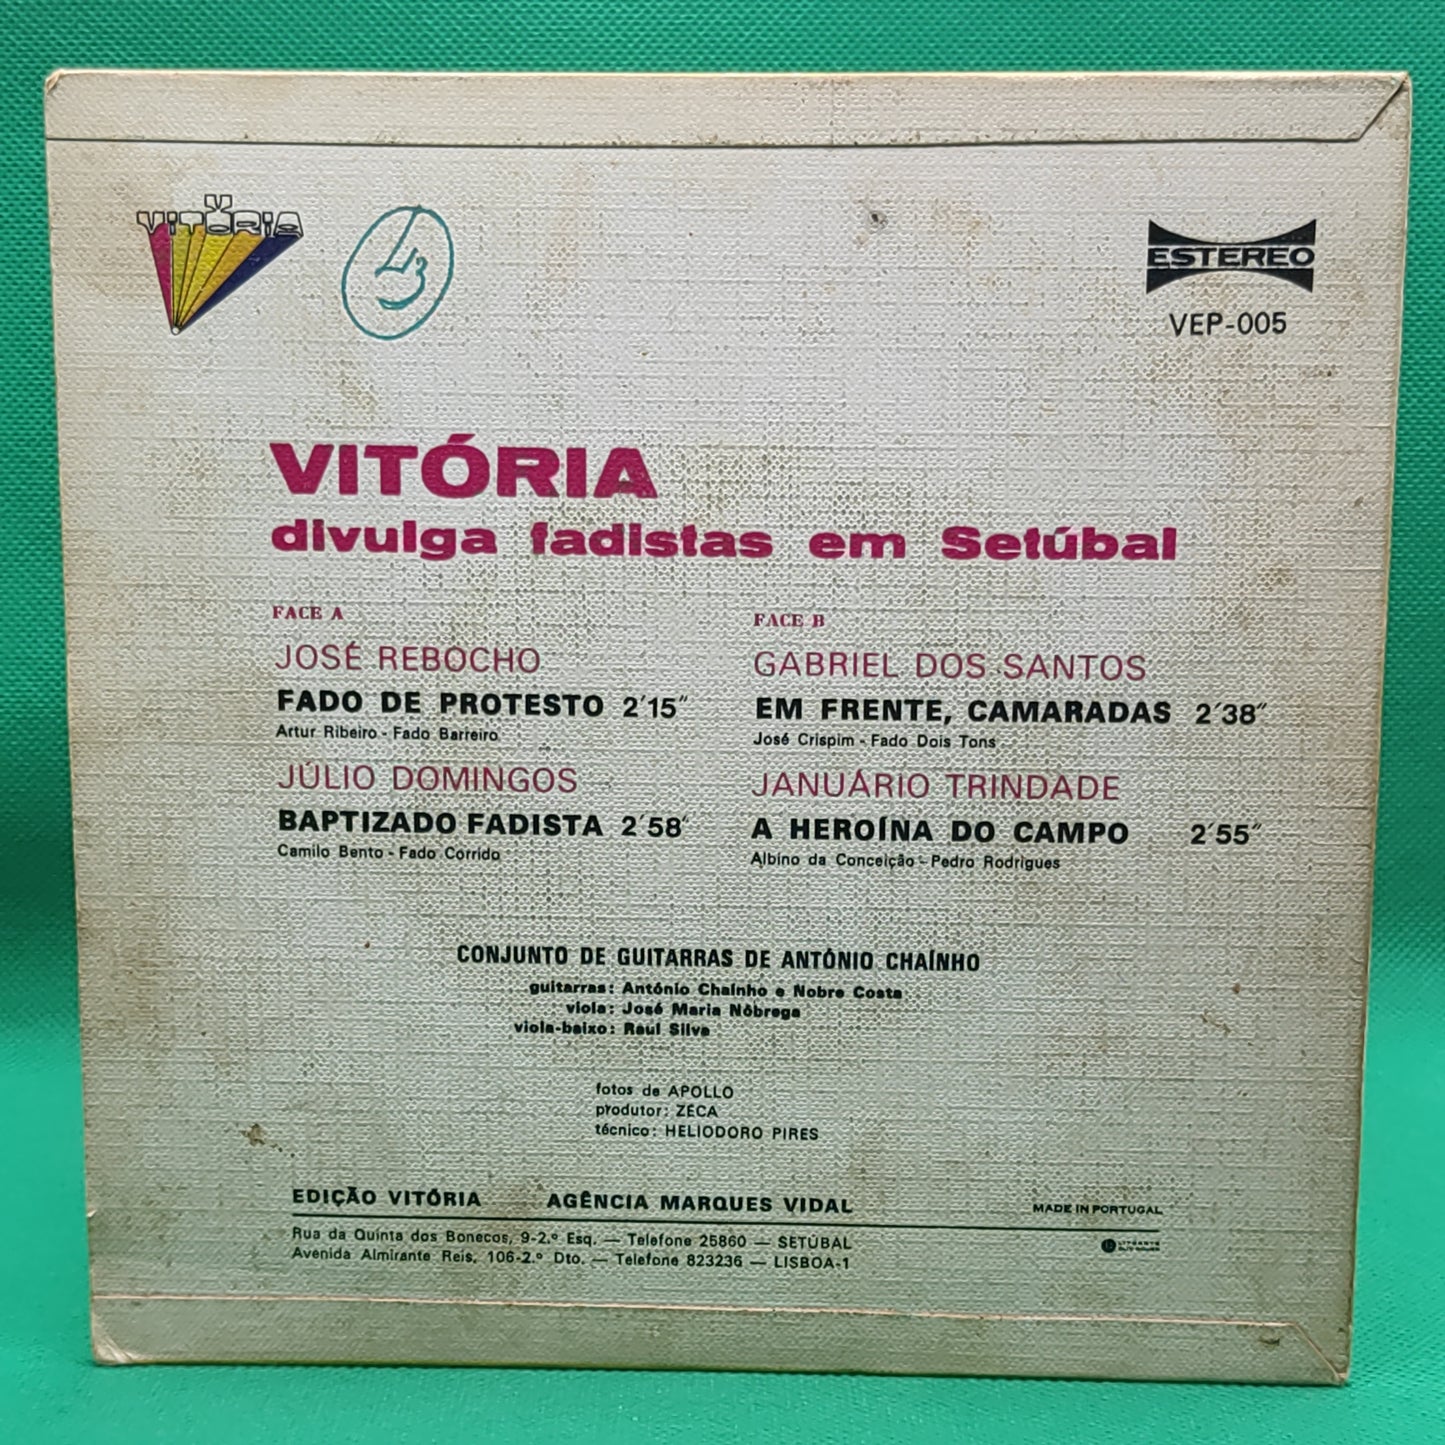 VITÓRIA
43
ESTEREO
VEP-005
VITÓRIA
divulga fadistas em Setúbal
FACE A
JOSÉ REBOCHO
FADO DE PROTESTO 2'15"
Artur Ribeiro - Fado Barreiro
JÚLIO DOMINGOS
BAPTIZADO FADISTA 2'58"
Camilo Bento - Fado Corrido
FACE B
GABRIEL DOS SANTOS
EM FRENTE, CAMARADAS 2'38"
José Crispim - Fado Dois Tons
JANUÁRIO TRINDADE
A HEROÍNA DO CAMPO 2'55"
Albino da Conceição - Pedro Rodrigues
CONJUNTO DE GUITARRAS DE ANTÓNIO CHAÍNHO
guitarras: António Chaínho e Nobre Costa
viola: José Maria Nóbrega
viola-baixo: Raul Silva
fotos de APOLLO
produtor: ZECA
técnico: HELIODORO PIRES
EDIÇÃO VITÓRIA AGÊNCIA MARQUES VIDAL
Rua da Quinta dos Bonecos, 9-2.º Esq. — Telefone 25860 — SETÚBAL
Avenida Almirante Reis, 106-2.º Dto. — Telefone 823236 — LISBOA-1
MADE IN PORTUGAL